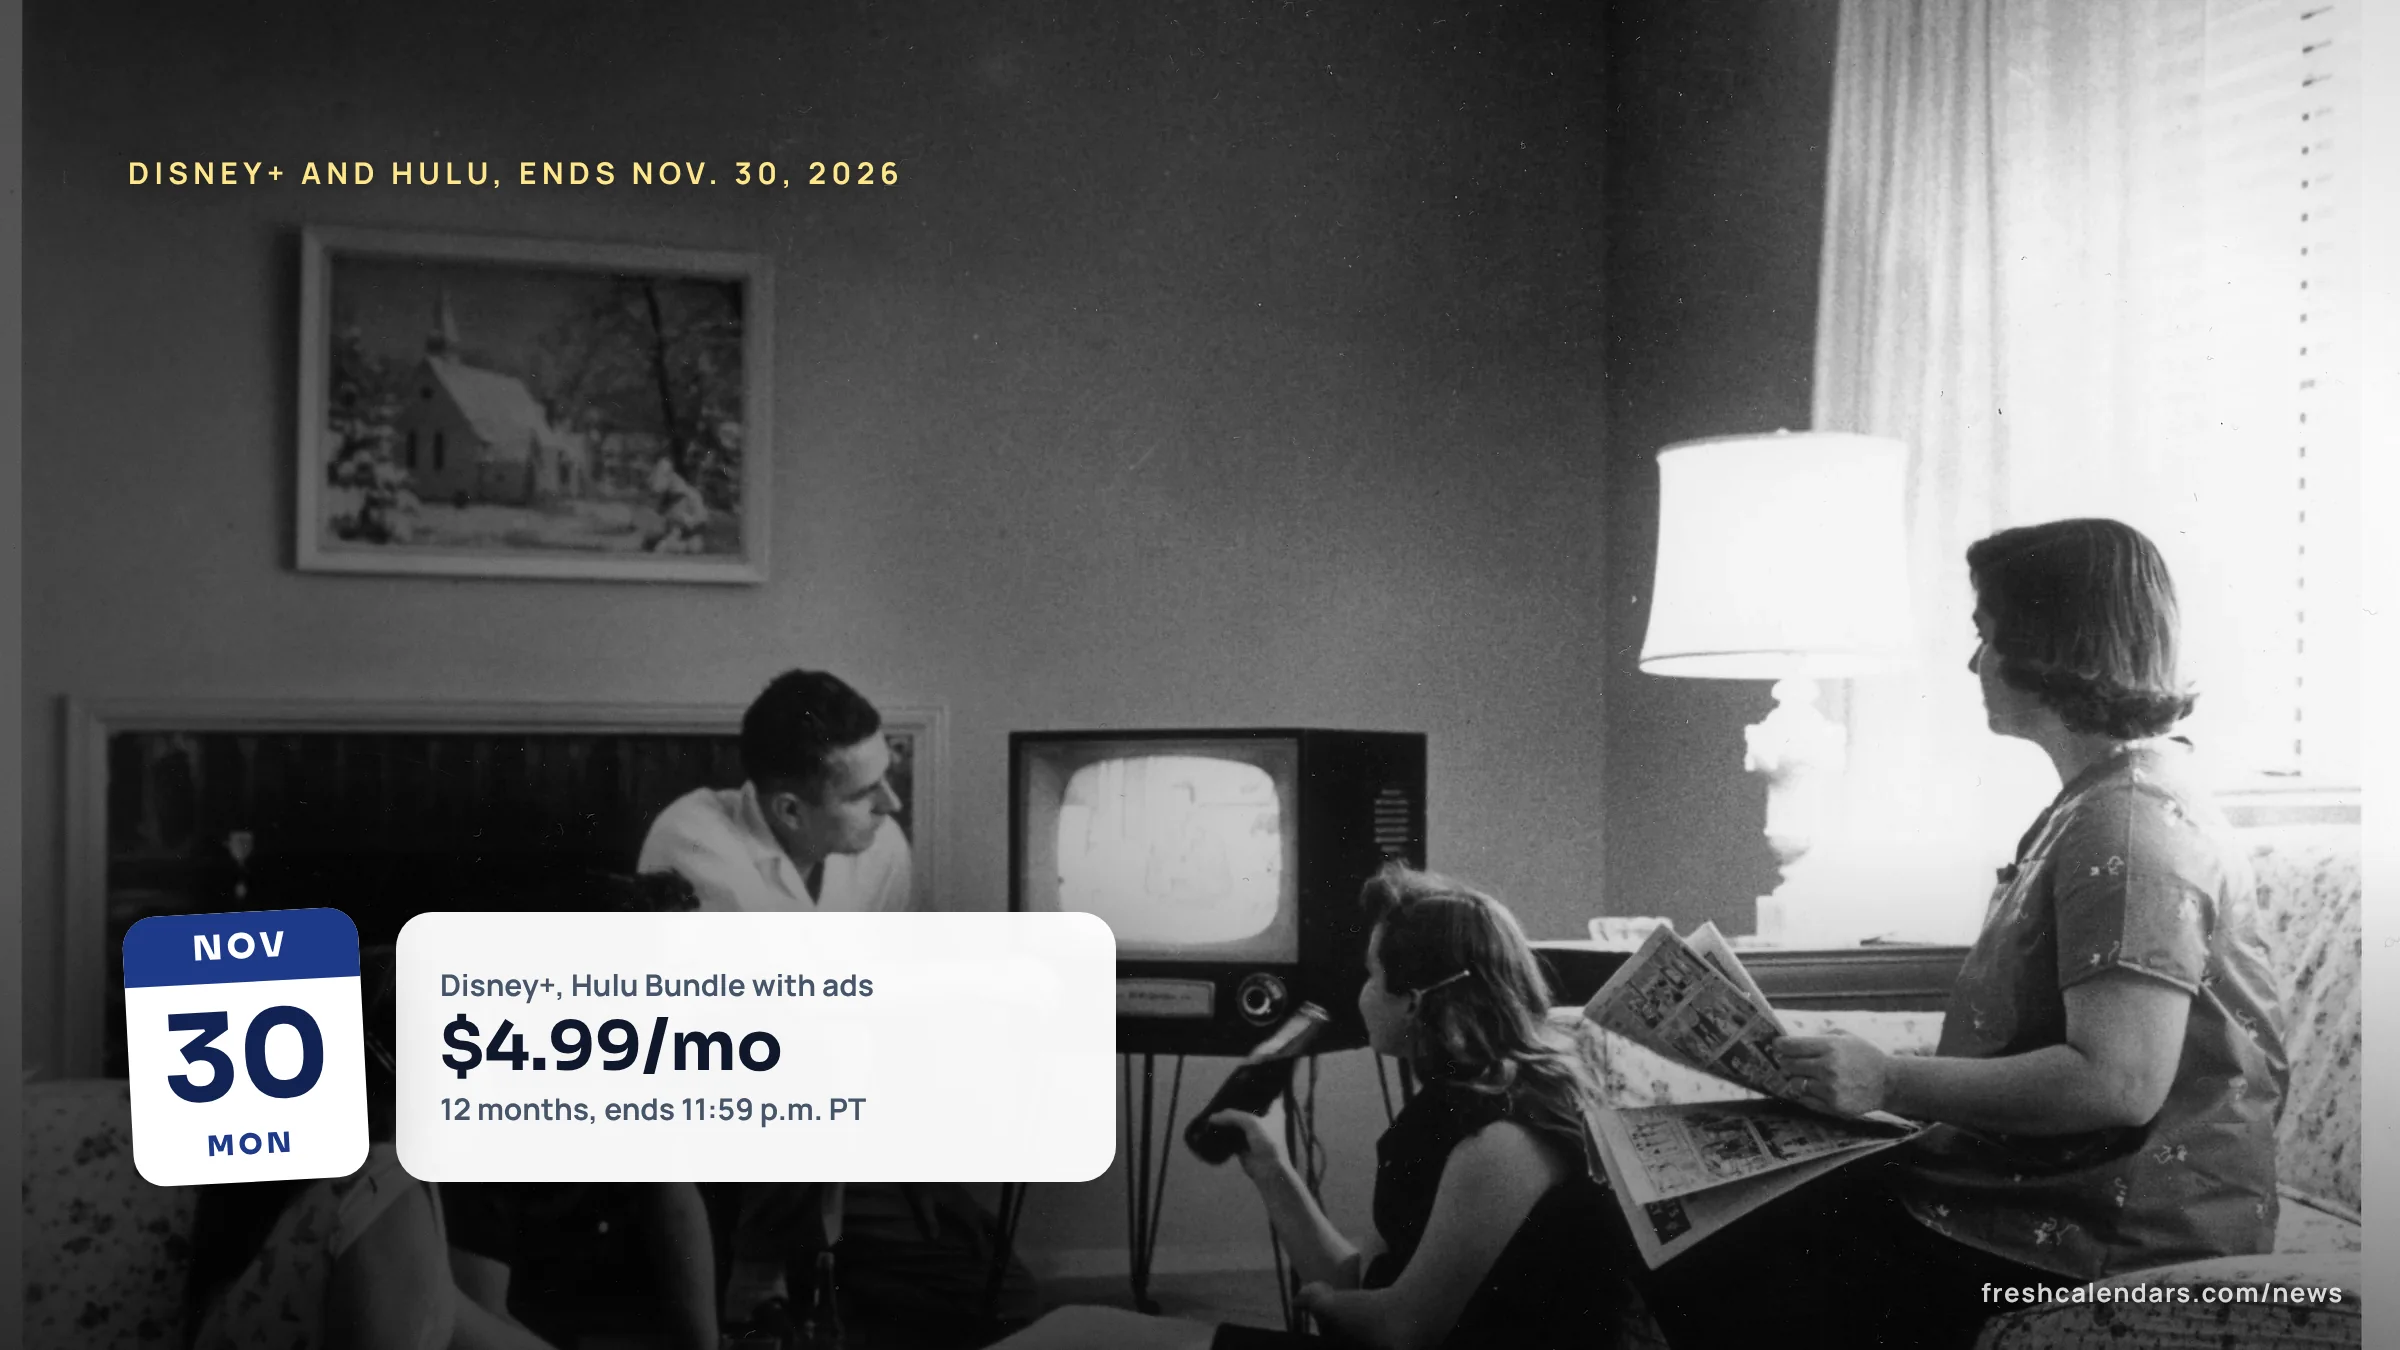 DISNEY+ AND HULU, ENDS NOV. 30, 2026
NOV
30
MON
Disney+, Hulu Bundle with ads
$4.99/mo
12 months, ends 11:59 p.m. PT
freshcalendars.com/news